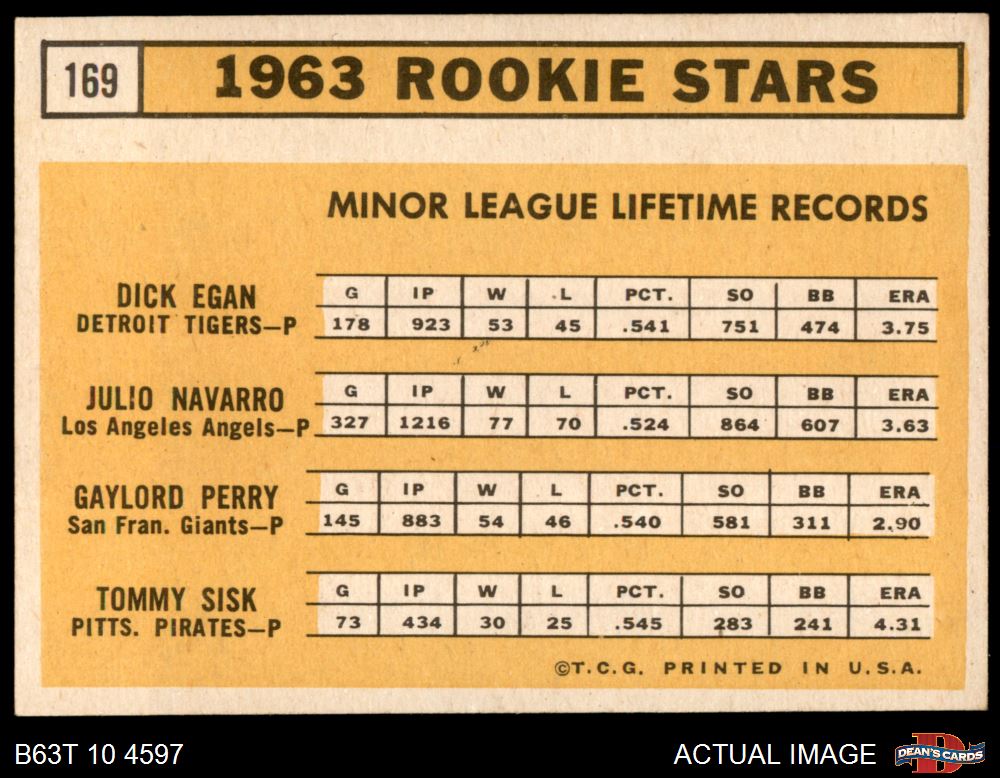 169 1963 ROOKIE STARS
MINOR LEAGUE LIFETIME RECORDS
DICK EGAN
DETROIT TIGERS—P
G IP W L PCT. SO BB ERA
178 923 53 45 .541 751 474 3.75
JULIO NAVARRO
Los Angeles Angels—P
G IP W L PCT. SO BB ERA
327 1216 77 70 .524 864 607 3.63
GAYLORD PERRY
San Fran. Giants—P
G IP W L PCT. SO BB ERA
145 883 54 46 .540 581 311 2.90
TOMMY SISK
PITTS. PIRATES—P
G IP W L PCT. SO BB ERA
73 434 30 25 .545 283 241 4.31
©T.C.G. PRINTED IN U.S.A.
B63T 10 4597
ACTUAL IMAGE
DEAN'S CARDS